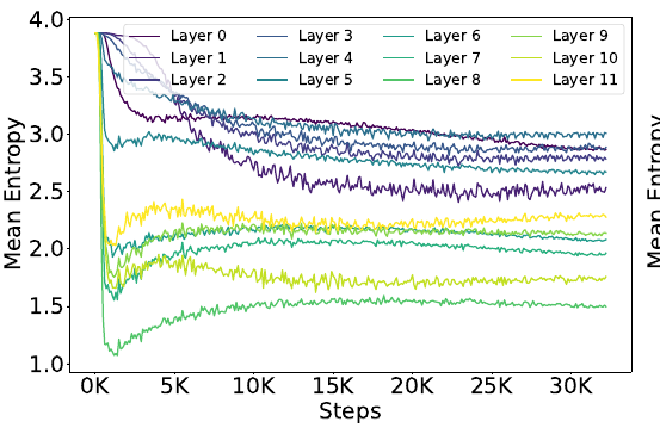 4.0
3.5
3.0
2.5
2.0
1.5
1.0
Mean Entropy
Layer 0 Layer 3 Layer 6 Layer 9
Layer 1 Layer 4 Layer 7 Layer 10
Layer 2 Layer 5 Layer 8 Layer 11
0K 5K 10K 15K 20K 25K 30K
Steps
Mean